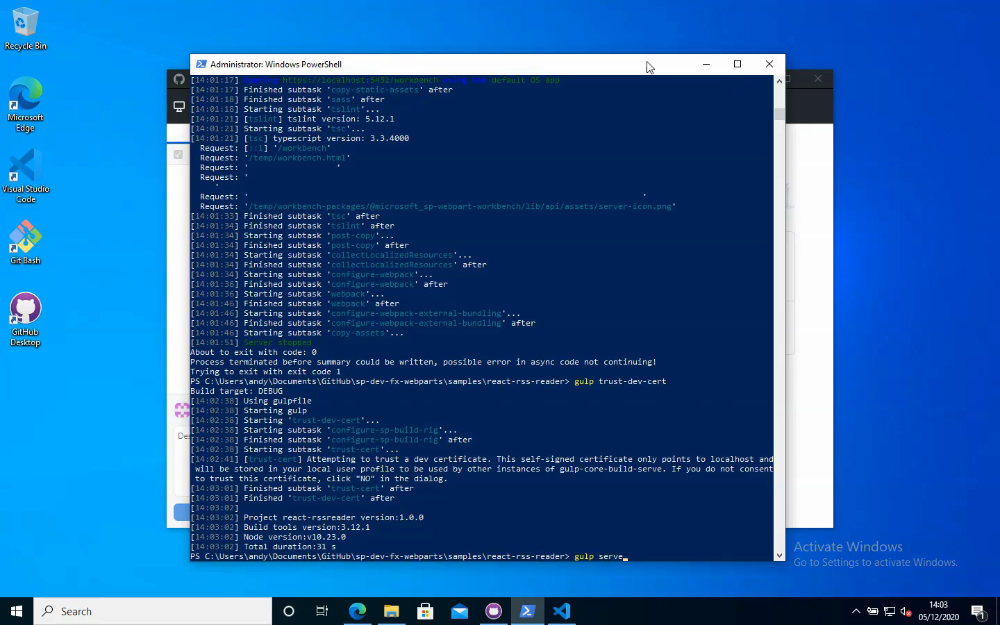 Recycle Bin
Microsoft
Edge
Visual Studio
Code
Git Bash
GitHub
Desktop
Administrator: Windows PowerShell
[14:01:17] Opening https://localhost:5432/workbench using the default OS app
[14:01:17] Finished subtask 'copy-static-assets' after
[14:01:18] Finished subtask 'sass' after
[14:01:18] Starting subtask 'tslint'...
[14:01:21] [tslint] tslint version: 5.12.1
[14:01:21] Starting subtask 'tsc'...
[14:01:21] [tsc] typescript version: 3.3.4000
Request: [::1] '/workbench'
Request: '/temp/workbench.html'
Request: ' '
Request: '
'
Request: ' '
Request: '/temp/workbench-packages/@microsoft_sp-webpart-workbench/lib/api/assets/server-icon.png'
[14:01:33] Finished subtask 'tsc' after
[14:01:34] Finished subtask 'tslint' after
[14:01:34] Starting subtask 'post-copy'...
[14:01:34] Finished subtask 'post-copy' after
[14:01:34] Starting subtask 'collectLocalizedResources'...
[14:01:34] Finished subtask 'collectLocalizedResources' after
[14:01:34] Starting subtask 'configure-webpack'...
[14:01:36] Finished subtask 'configure-webpack' after
[14:01:36] Starting subtask 'webpack'...
[14:01:46] Finished subtask 'webpack' after
[14:01:46] Starting subtask 'configure-webpack-external-bundling'...
[14:01:46] Finished subtask 'configure-webpack-external-bundling' after
[14:01:46] Starting subtask 'copy-assets'...
[14:01:51] Server stopped
About to exit with code: 0
Process terminated before summary could be written, possible error in async code not continuing!
Trying to exit with exit code 1
PS C:\Users\andy\Documents\GitHub\sp-dev-fx-webparts\samples\react-rss-reader> gulp trust-dev-cert
Build target: DEBUG
[14:02:38] Using gulpfile
[14:02:38] Starting gulp
[14:02:38] Starting 'trust-dev-cert'...
[14:02:38] Starting subtask 'configure-sp-build-rig'...
[14:02:38] Finished subtask 'configure-sp-build-rig' after
[14:02:38] Starting subtask 'trust-cert'...
[14:02:41] [trust-cert] Attempting to trust a dev certificate. This self-signed certificate only points to localhost and
will be stored in your local user profile to be used by other instances of gulp-core-build-serve. If you do not consent
to trust this certificate, click "NO" in the dialog.
[14:03:01] Finished subtask 'trust-cert' after
[14:03:01] Finished 'trust-dev-cert' after
[14:03:02]
[14:03:02] Project react-rssreader version:1.0.0
[14:03:02] Build tools version:3.12.1
[14:03:02] Node version:v10.23.0
[14:03:02] Total duration:31 s
PS C:\Users\andy\Documents\GitHub\sp-dev-fx-webparts\samples\react-rss-reader> gulp serve
Des
Activate Windows
Go to Settings to activate Windows.
Search
14:03
05/12/2020
1